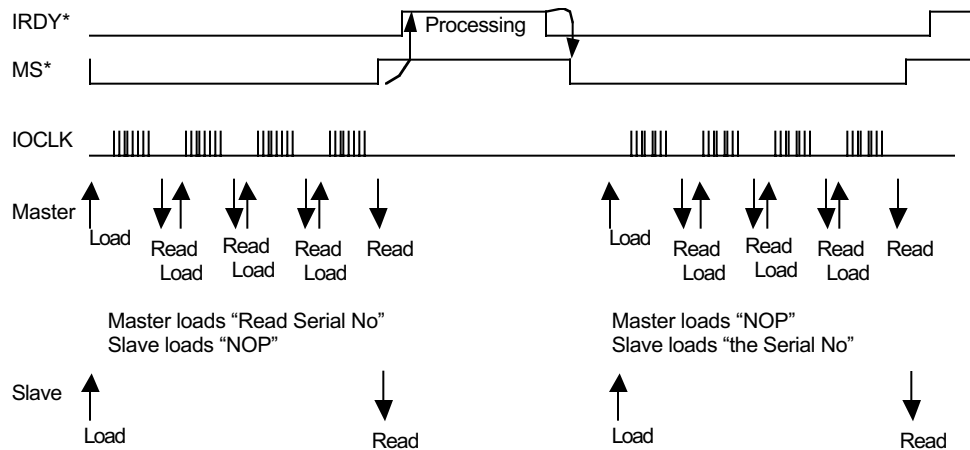 IRDY*
Processing
MS*
IOCLK
Master
Load
Read
Load
Read
Load
Read
Load
Read
Load
Read
Load
Read
Load
Read
Load
Read
Master loads “Read Serial No”
Slave loads “NOP”
Master loads “NOP”
Slave loads “the Serial No”
Slave
Load
Read
Load
Read